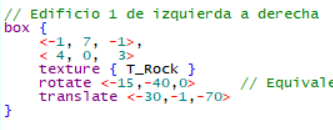 // Edificio 1 de izquierda a derecha
box {
<-1, 7, -1>,
< 4, 0, 3>
texture { T_Rock }
rotate <-15,-40,0> // Equivale
translate <-30,-1,-70>
}